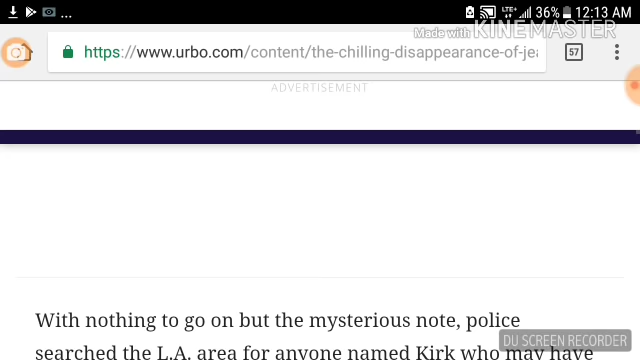 ... LTE+ 36% 12:13 AM
Made with KINEMASTER
https://www.urbo.com/content/the-chilling-disappearance-of-jea
57
ADVERTISEMENT
With nothing to go on but the mysterious note, police
searched the L.A. area for anyone named Kirk who may have
DU SCREEN RECORDER